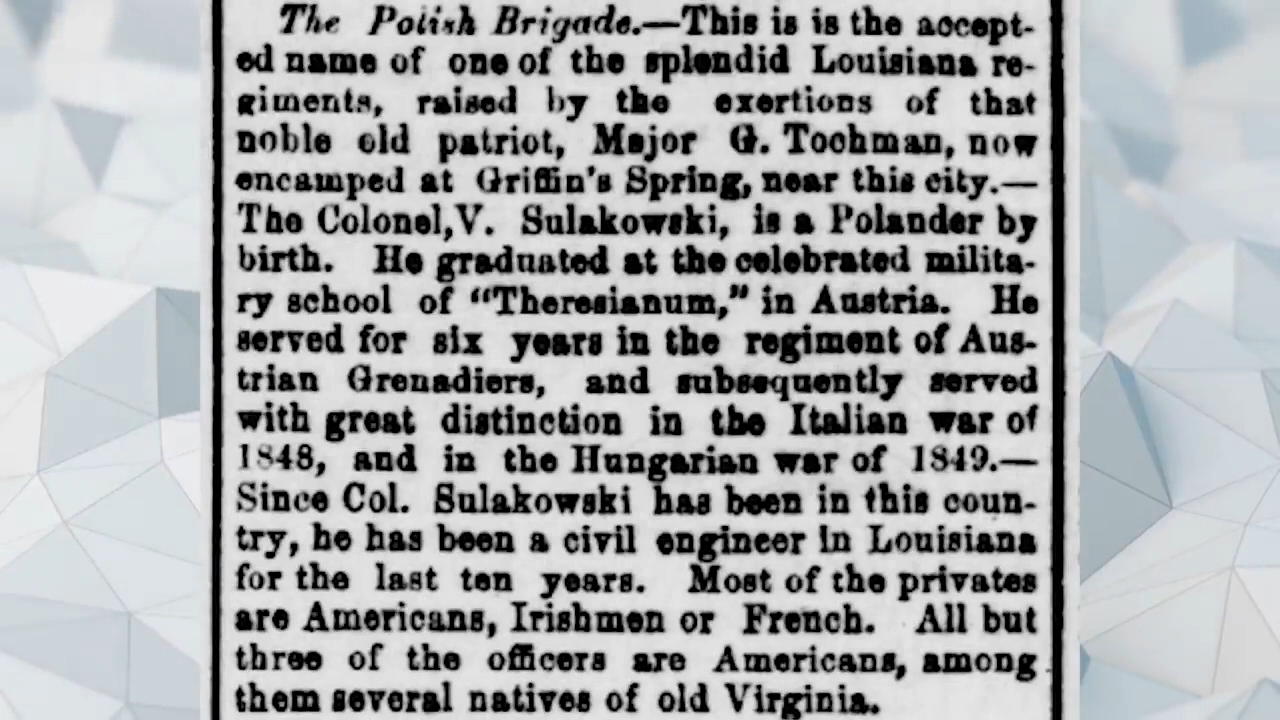 The Polish Brigade.—This is is the accept-
ed name of one of the splendid Louisiana re-
giments, raised by the exertions of that
noble old patriot, Major G. Tochman, now
encamped at Griffin's Spring, near this city.—
The Colonel, V. Sulakowski, is a Polander by
birth. He graduated at the celebrated milita-
ry school of "Theresianum," in Austria. He
served for six years in the regiment of Aus-
trian Grenadiers, and subsequently served
with great distinction in the Italian war of
1848, and in the Hungarian war of 1849.—
Since Col. Sulakowski has been in this coun-
try, he has been a civil engineer in Louisiana
for the last ten years. Most of the privates
are Americans, Irishmen or French. All but
three of the officers are Americans, among
them several natives of old Virginia.